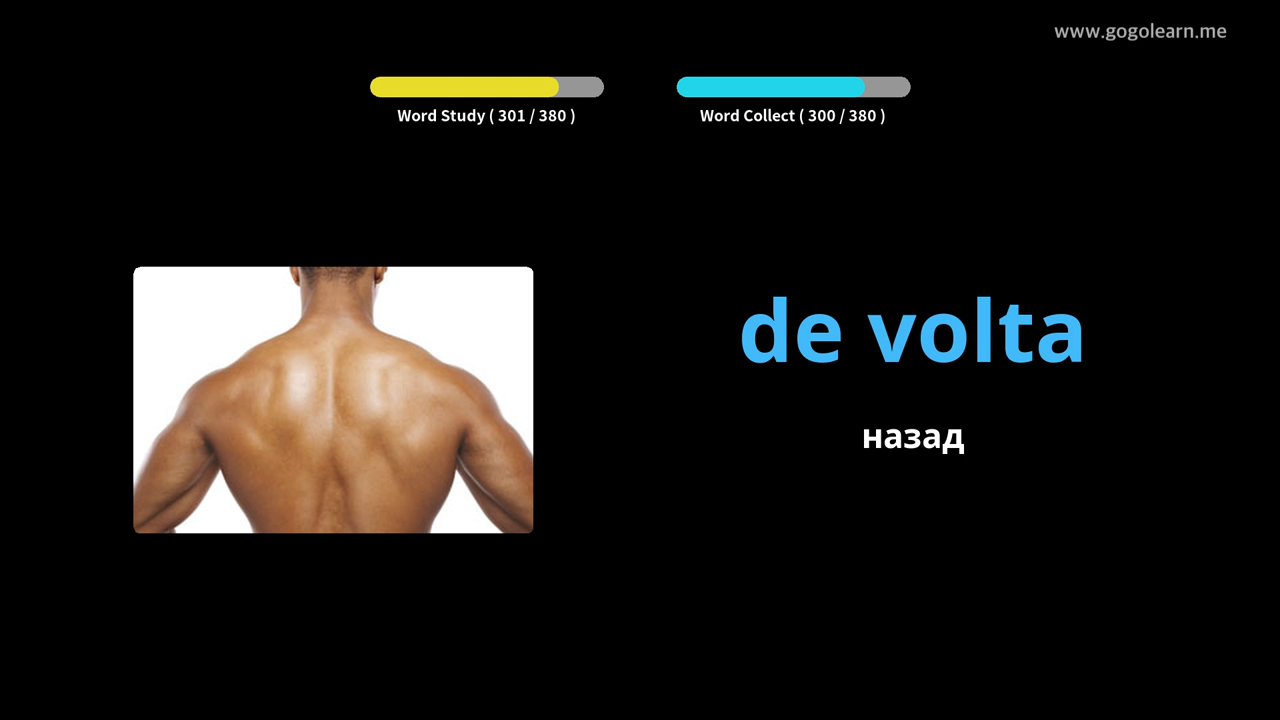 www.gogolearn.me
Word Study ( 301 / 380 )
Word Collect ( 300 / 380 )
de volta
назад